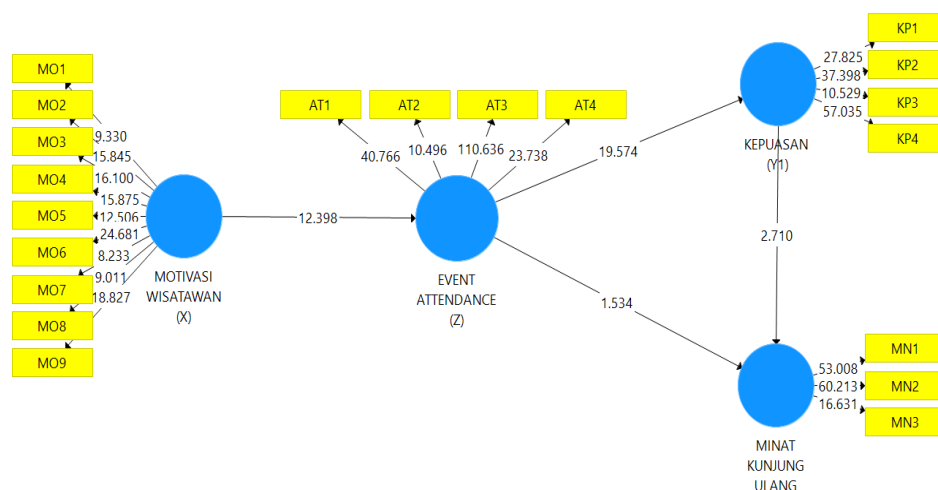 MO1
MO2
MO3
MO4
MO5
MO6
MO7
MO8
MO9
9.330
15.845
16.100
15.875
12.506
24.681
8.233
9.011
18.827
MOTIVASI
WISATAWAN
(X)
12.398
AT1
AT2
AT3
AT4
40.766
10.496
110.636
23.738
EVENT
ATTENDANCE
(Z)
19.574
1.534
KP1
KP2
KP3
KP4
27.825
37.398
10.529
57.035
KEPUASAN
(Y1)
2.710
MN1
MN2
MN3
53.008
60.213
16.631
MINAT
KUNJUNG
ULANG